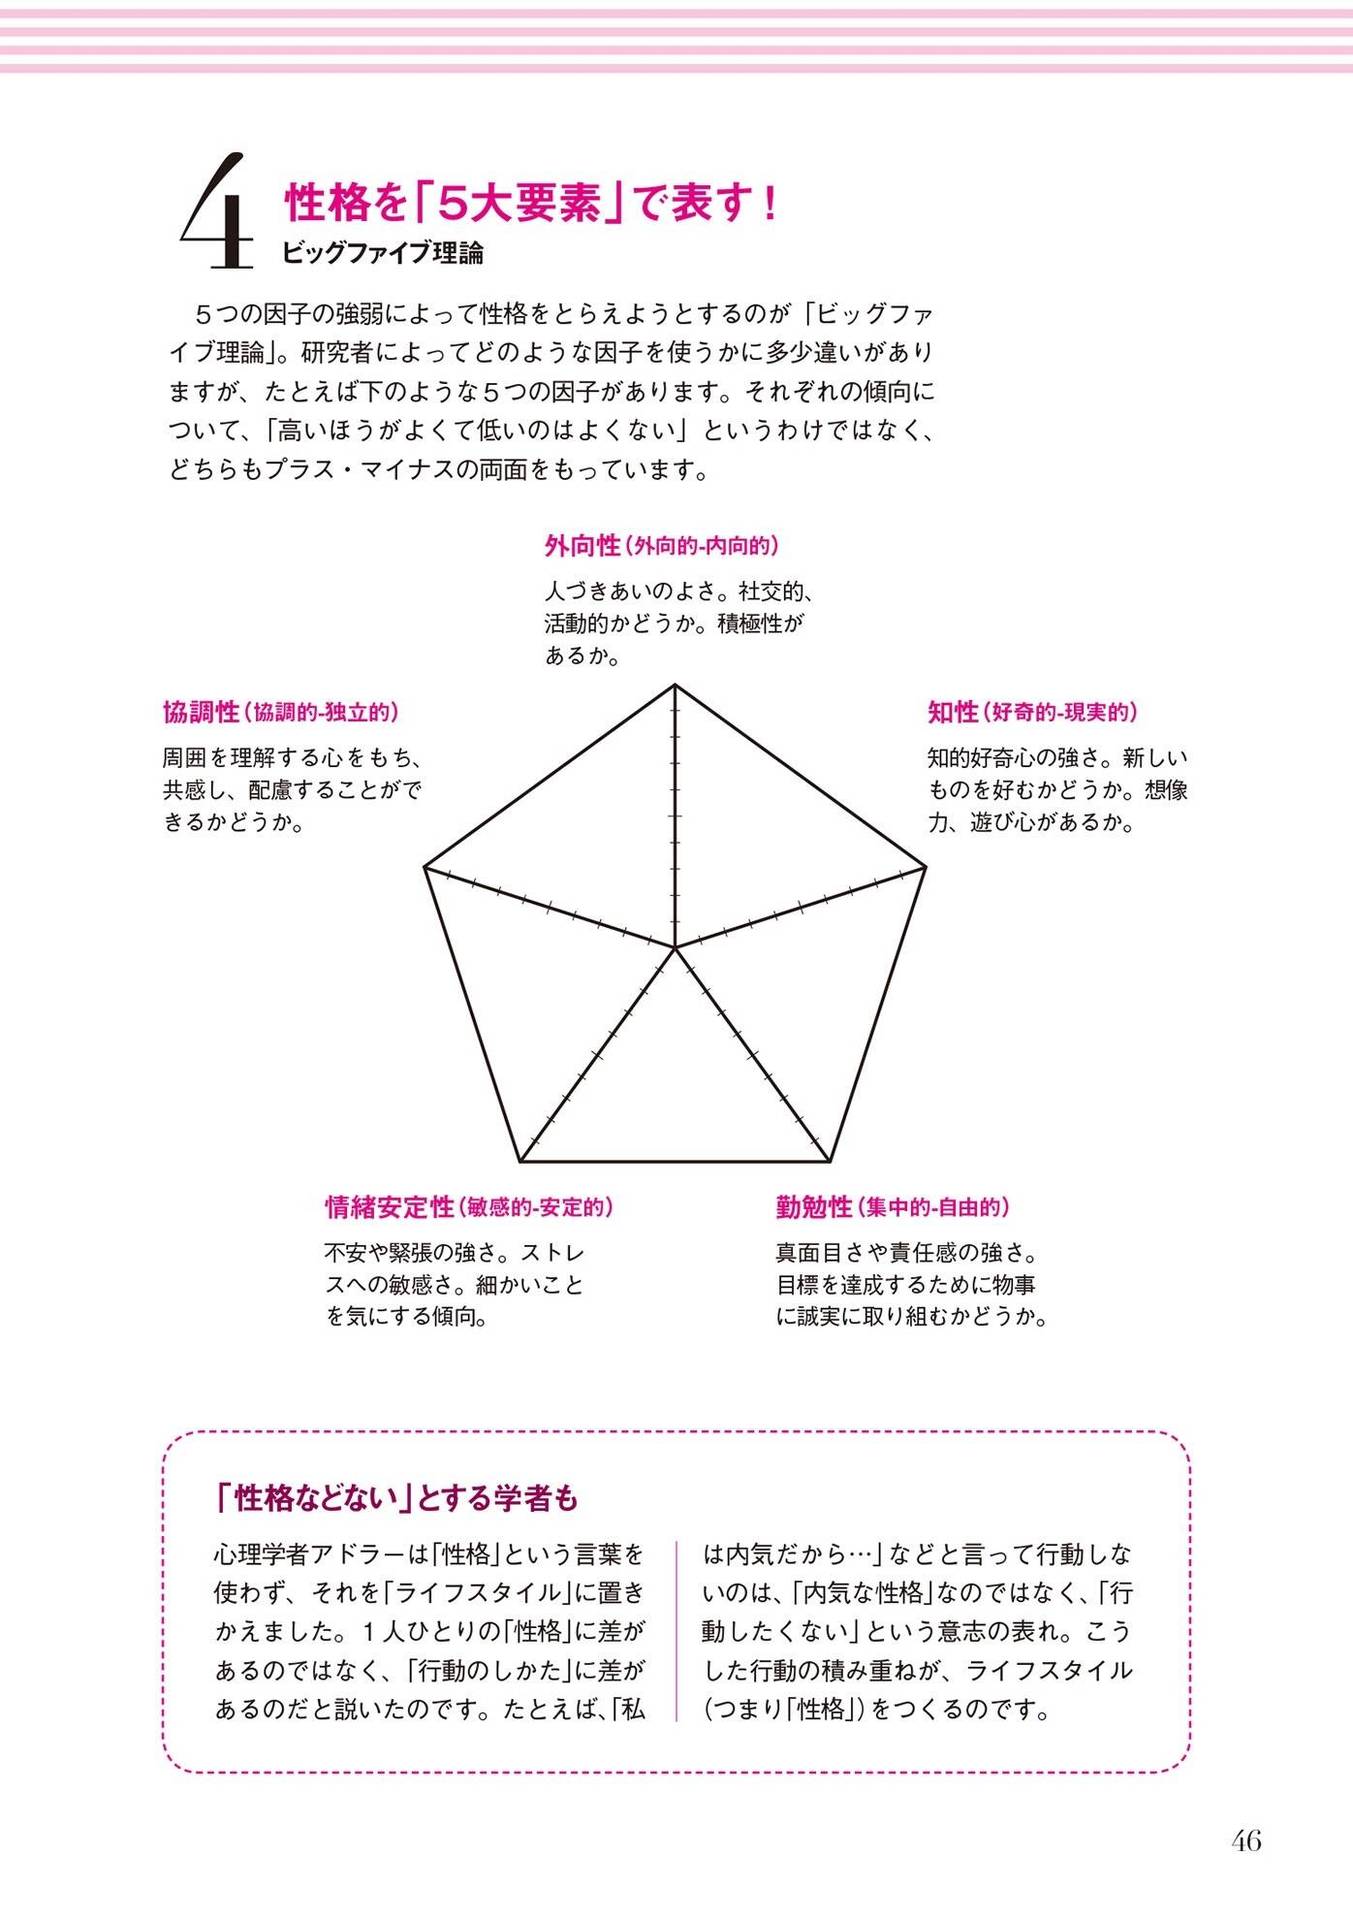 4
性格を「5大要素」で表す!
ビッグファイブ理論
5つの因子の強弱によって性格をとらえようとするのが「ビッグファ
イブ理論」。研究者によってどのような因子を使うかに多少違いがあり
ますが、たとえば下のような5つの因子があります。それぞれの傾向に
ついて、「高いほうがよくて低いのはよくない」というわけではなく、
どちらもプラス・マイナスの両面をもっています。
外向性(外向的-内向的)
人づきあいのよさ。社交的、
活動的かどうか。積極性が
あるか。
協調性(協調的-独立的)
周囲を理解する心をもち、
共感し、配慮することがで
きるかどうか。
知性(好奇的-現実的)
知的好奇心の強さ。新しい
ものを好むかどうか。想像
力、遊び心があるか。
情緒安定性(敏感的-安定的)
不安や緊張の強さ。ストレ
スへの敏感さ。細かいこと
を気にする傾向。
勤勉性(集中的-自由的)
真面目さや責任感の強さ。
目標を達成するために物事
に誠実に取り組むかどうか。
「性格などない」とする学者も
心理学者アドラーは「性格」という言葉を
使わず、それを「ライフスタイル」に置き
かえました。1人ひとりの「性格」に差が
あるのではなく、「行動のしかた」に差が
あるのだと説いたのです。たとえば、「私
は内気だから…」などと言って行動しな
いのは、「内気な性格」なのではなく、「行
動したくない」という意志の表れ。こう
した行動の積み重ねが、ライフスタイル
(つまり「性格」)をつくるのです。
46